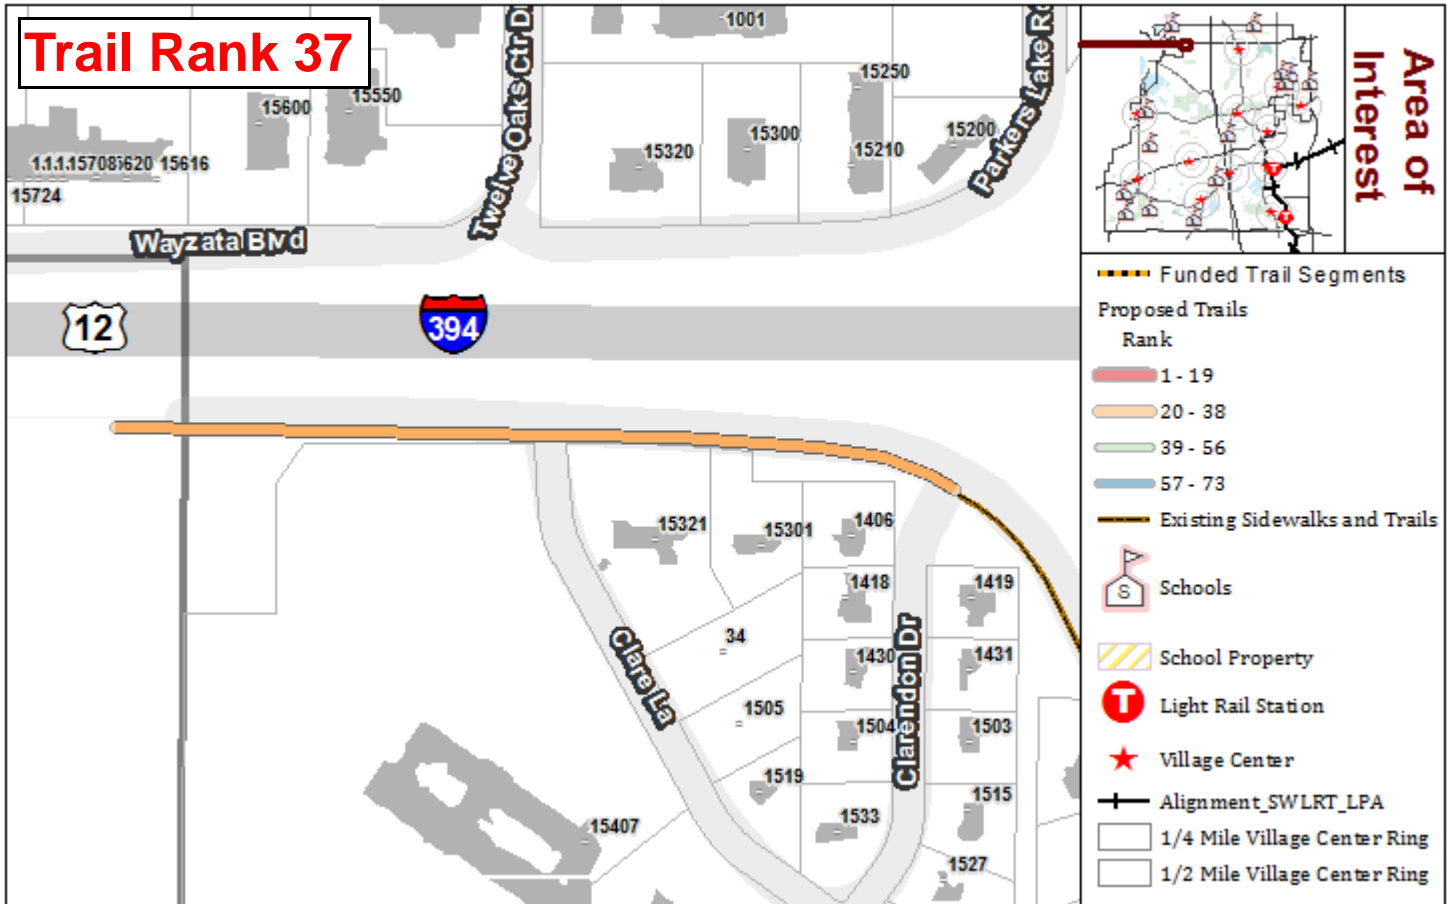 Trail Rank 37
1001
Twelve Oaks Ctr D
Parkers Lake Ro
15250
15550
15600
15300
15200
15320
15210
15616
15724
Wayzata Blvd
12
394
15321
15301
1406
1418
1419
34
1430
1431
Clare La
Clarendon Dr
1505
1504
1503
1519
1515
1533
15407
1527
Area of
Interest
Funded Trail Segments
Proposed Trails
Rank
1 - 19
20 - 38
39 - 56
57 - 73
Existing Sidewalks and Trails
S
Schools
School Property
T
Light Rail Station
Village Center
Alignment_SWLRT_LPA
1/4 Mile Village Center Ring
1/2 Mile Village Center Ring